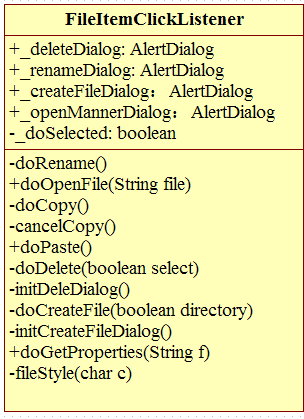 FileItemClickListener
+_deleteDialog: AlertDialog
+_renameDialog: AlertDialog
+_createFileDialog： AlertDialog
+_openMannerDialog： AlertDialog
-_doSelected: boolean
-doRename()
+doOpenFile(String file)
-doCopy()
-cancelCopy()
+doPaste()
-doDelete(boolean select)
-initDeleDialog()
-doCreateFile(boolean directory)
-initCreateFileDialog()
+doGetProperties(String f)
-fileStyle(char c)